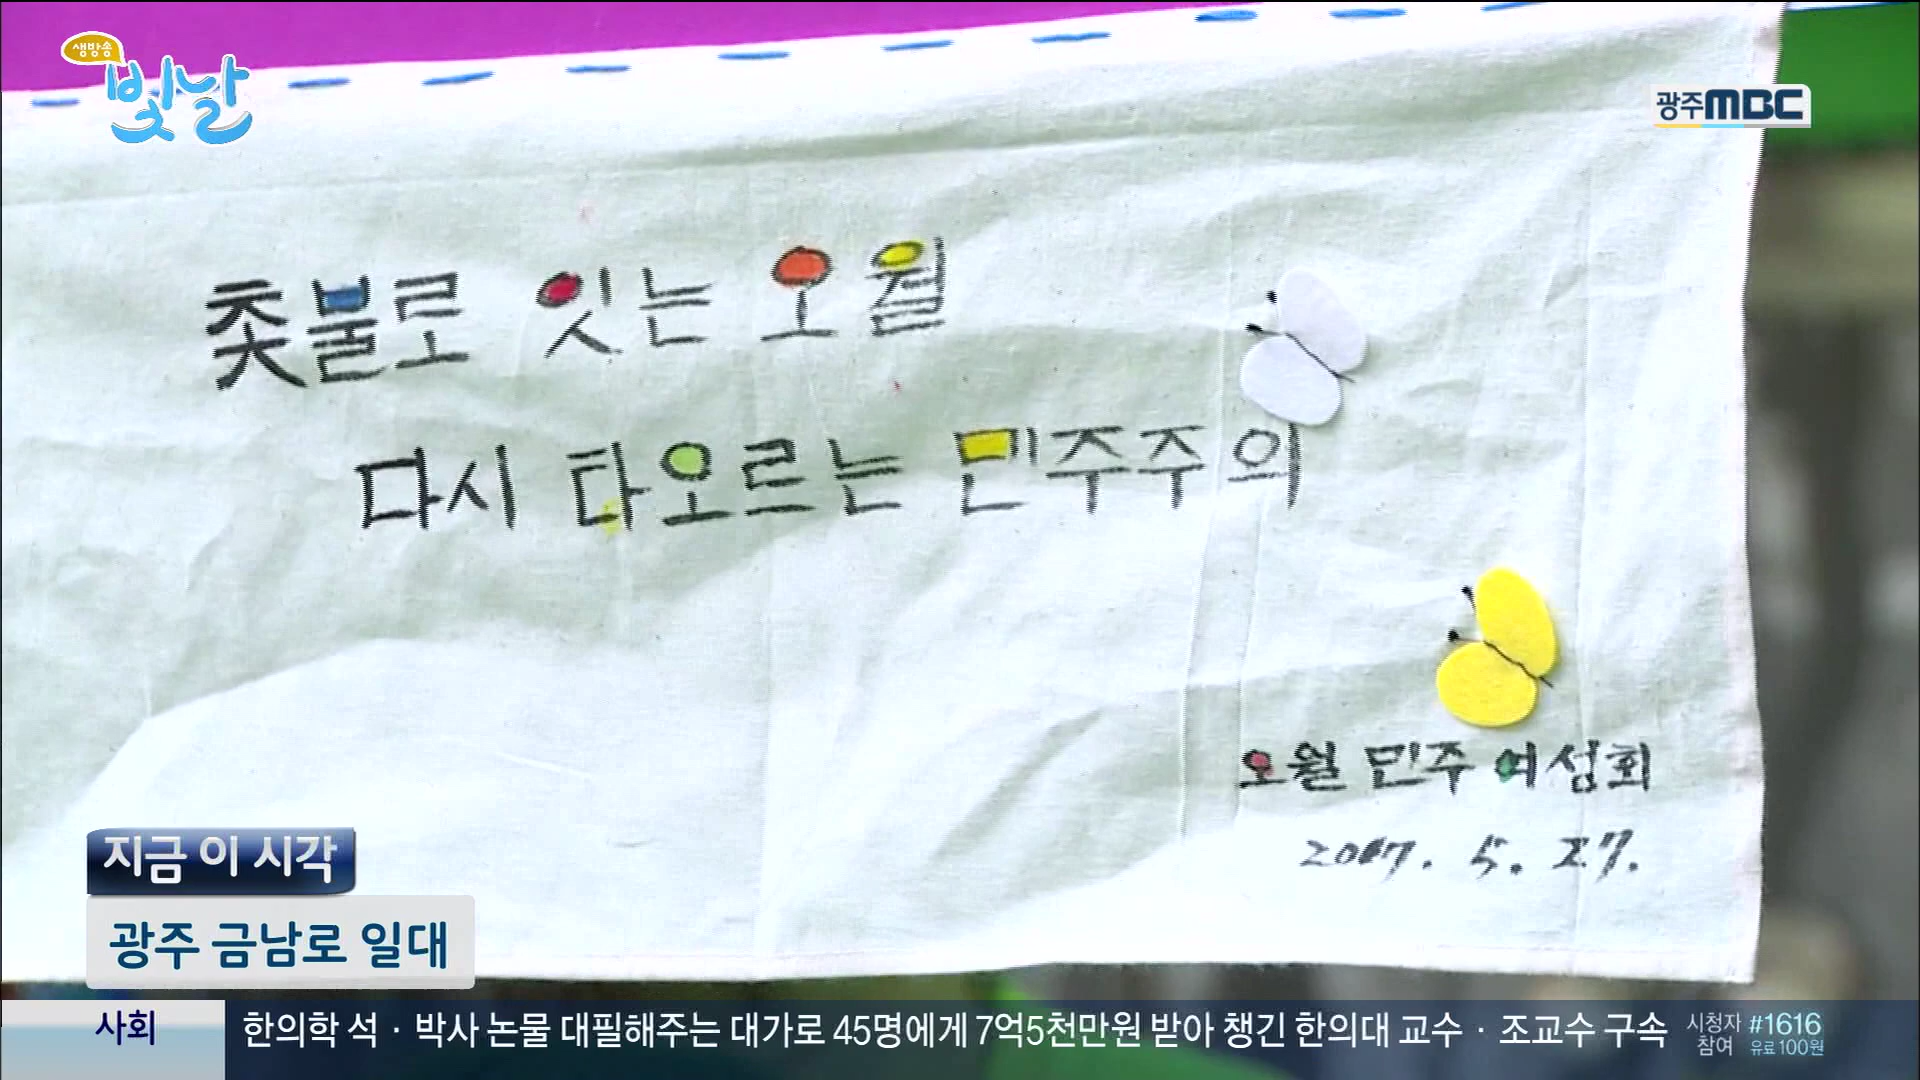 생방송
빛날
광주MBC
촛불로 잇는 오월
다시 타오르는 민주주의
오월 민주 여성회
2017. 5. 27.
지금 이 시각
광주 금남로 일대
사회
한의학 석 · 박사 논물 대필해주는 대가로 45명에게 7억5천만원 받아 챙긴 한의대 교수 · 조교수 구속
시청자 참여 #1616
유료 100원